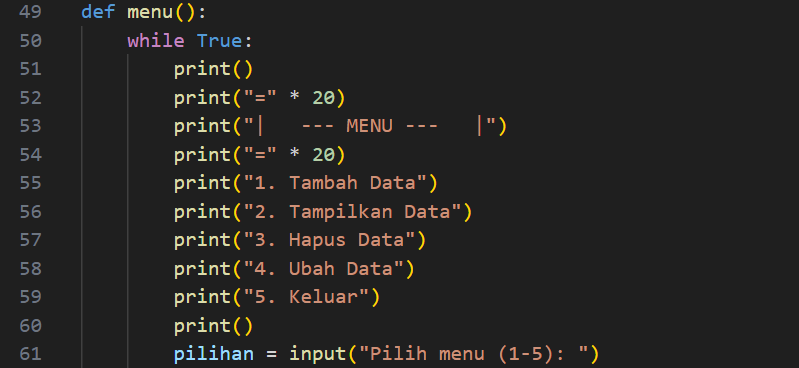 49 def menu():
50     while True:
51         print()
52         print("=" * 20)
53         print("|   --- MENU ---   |")
54         print("=" * 20)
55         print("1. Tambah Data")
56         print("2. Tampilkan Data")
57         print("3. Hapus Data")
58         print("4. Ubah Data")
59         print("5. Keluar")
60         print()
61         pilihan = input("Pilih menu (1-5): ")